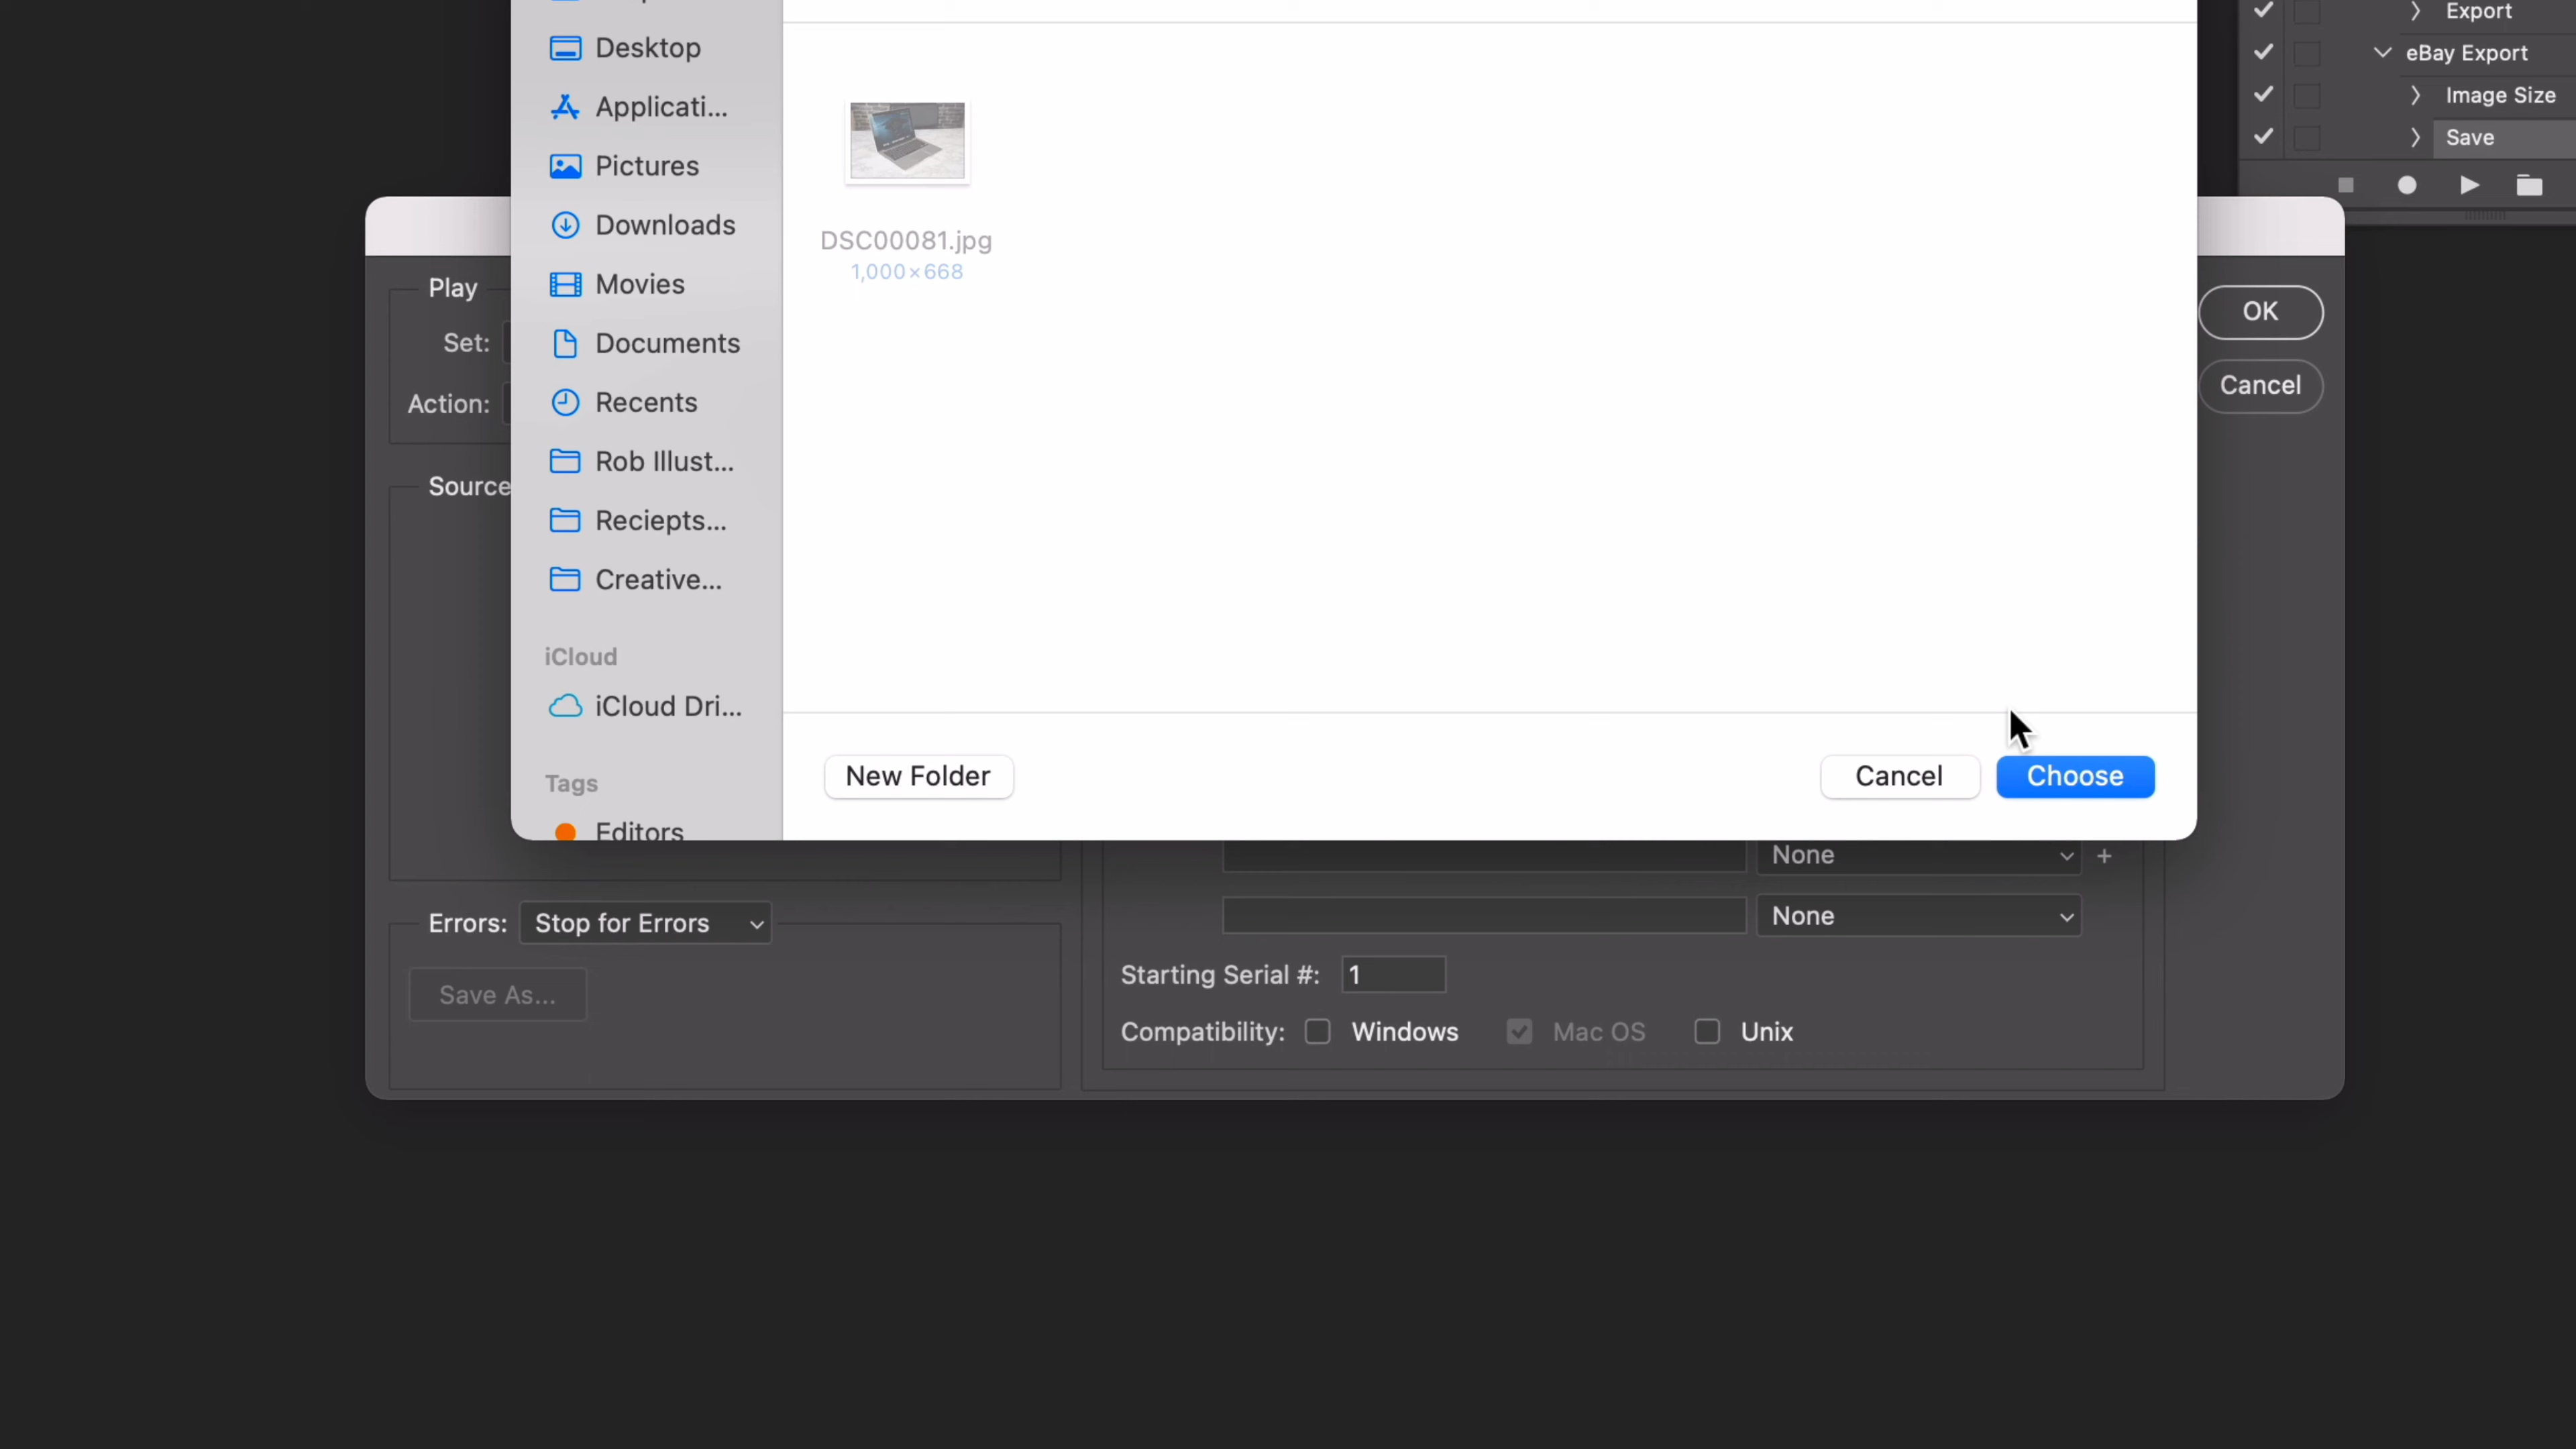 Desktop
Applicati...
Pictures
Downloads
Movies
Documents
Recents
Rob Illust...
Reciepts...
Creative...
iCloud
iCloud Dri...
Tags
Editors
DSC00081.jpg
1,000×668
New Folder
Cancel
Choose
Export
eBay Export
Image Size
Save
Play
Set:
Action:
Source
OK
Cancel
None
None
Errors:
Stop for Errors
Save As...
Starting Serial #:
1
Compatibility:
Windows
Mac OS
Unix